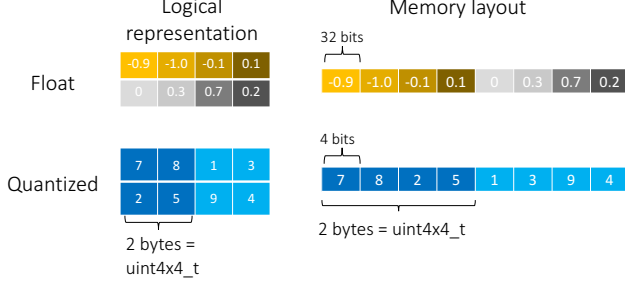 Logical
representation
Memory layout
32 bits
Float
-0.9 -1.0 -0.1 0.1
0 0.3 0.7 0.2
-0.9 -1.0 -0.1 0.1 0 0.3 0.7 0.2
4 bits
Quantized
7 8 1 3
2 5 9 4
7 8 2 5 1 3 9 4
2 bytes =
uint4x4_t
2 bytes = uint4x4_t